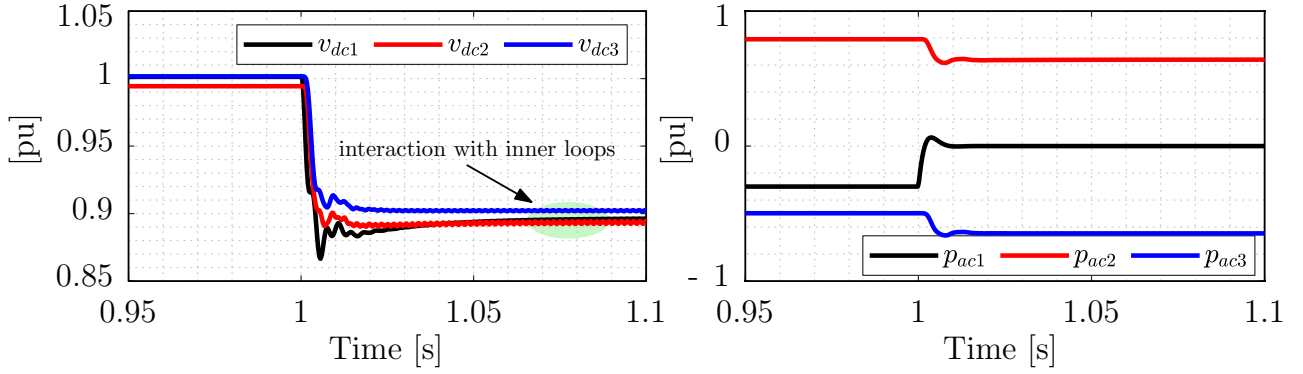 1.05
1
0.95
0.9
0.85
[pu]
v_dc1 v_dc2 v_dc3
interaction with inner loops
0.95 1 1.05 1.1
Time [s]
1
0
- 1
[pu]
p_ac1 p_ac2 p_ac3
0.95 1 1.05 1.1
Time [s]